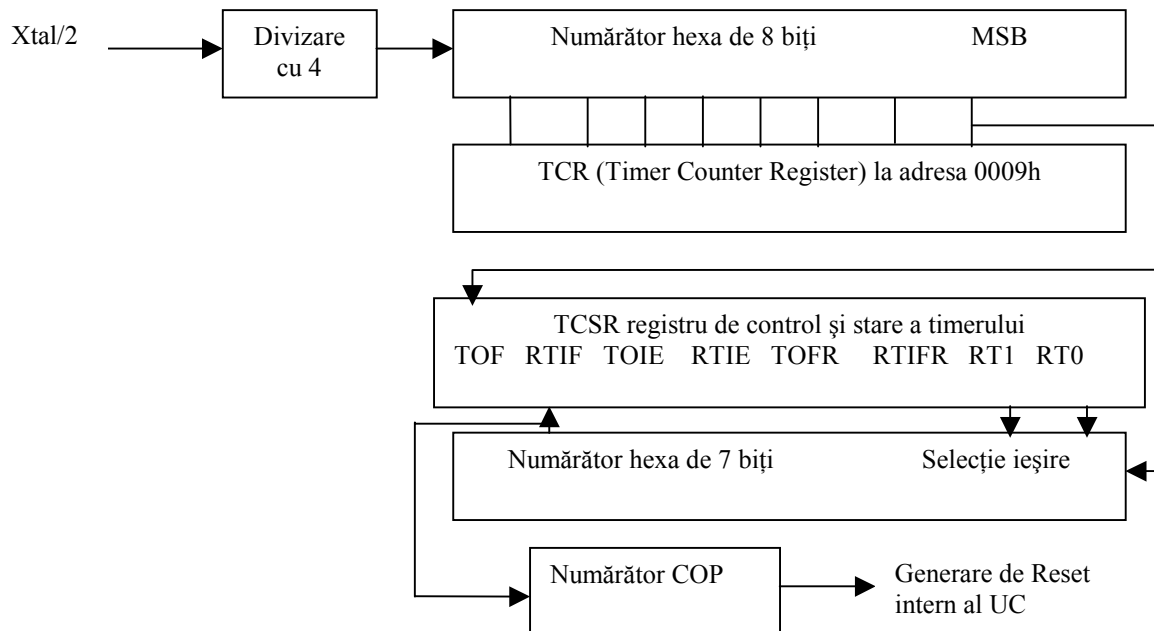 Xtal/2
Divizare
cu 4
Numărător hexa de 8 biți MSB
TCR (Timer Counter Register) la adresa 0009h
TCSR registru de control şi stare a timerului
TOF RTIF TOIE RTIE TOFR RTIFR RT1 RT0
Numărător hexa de 7 biți Selecție ieşire
Numărător COP
Generare de Reset
intern al UC